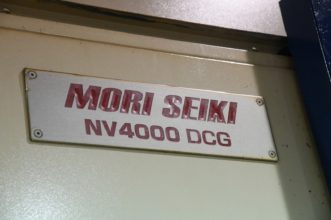 MORI SEIKI
NV4000 DCG